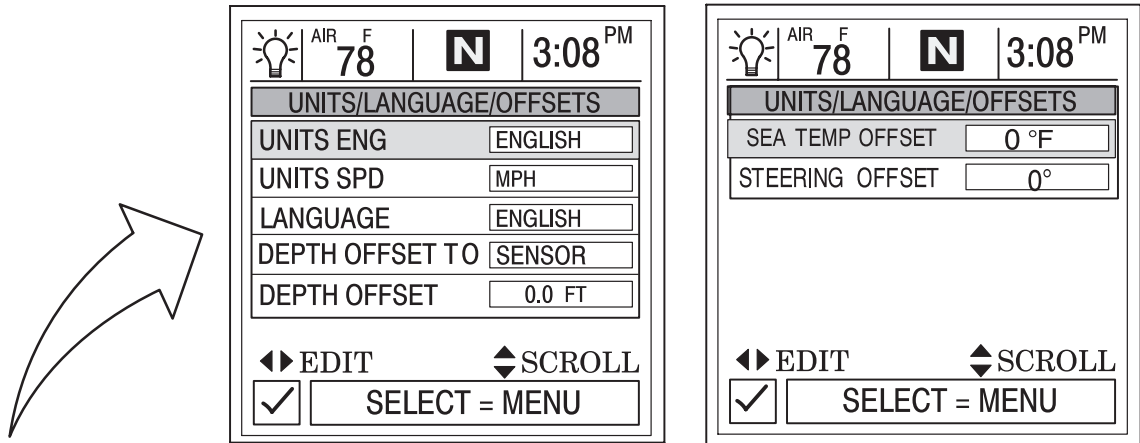 AIR F
78 N 3:08 PM
UNITS/LANGUAGE/OFFSETS
UNITS ENG ENGLISH
UNITS SPD MPH
LANGUAGE ENGLISH
DEPTH OFFSET TO SENSOR
DEPTH OFFSET 0.0 FT
EDIT SCROLL
SELECT = MENU
AIR F
78 N 3:08 PM
UNITS/LANGUAGE/OFFSETS
SEA TEMP OFFSET 0 °F
STEERING OFFSET 0°
EDIT SCROLL
SELECT = MENU